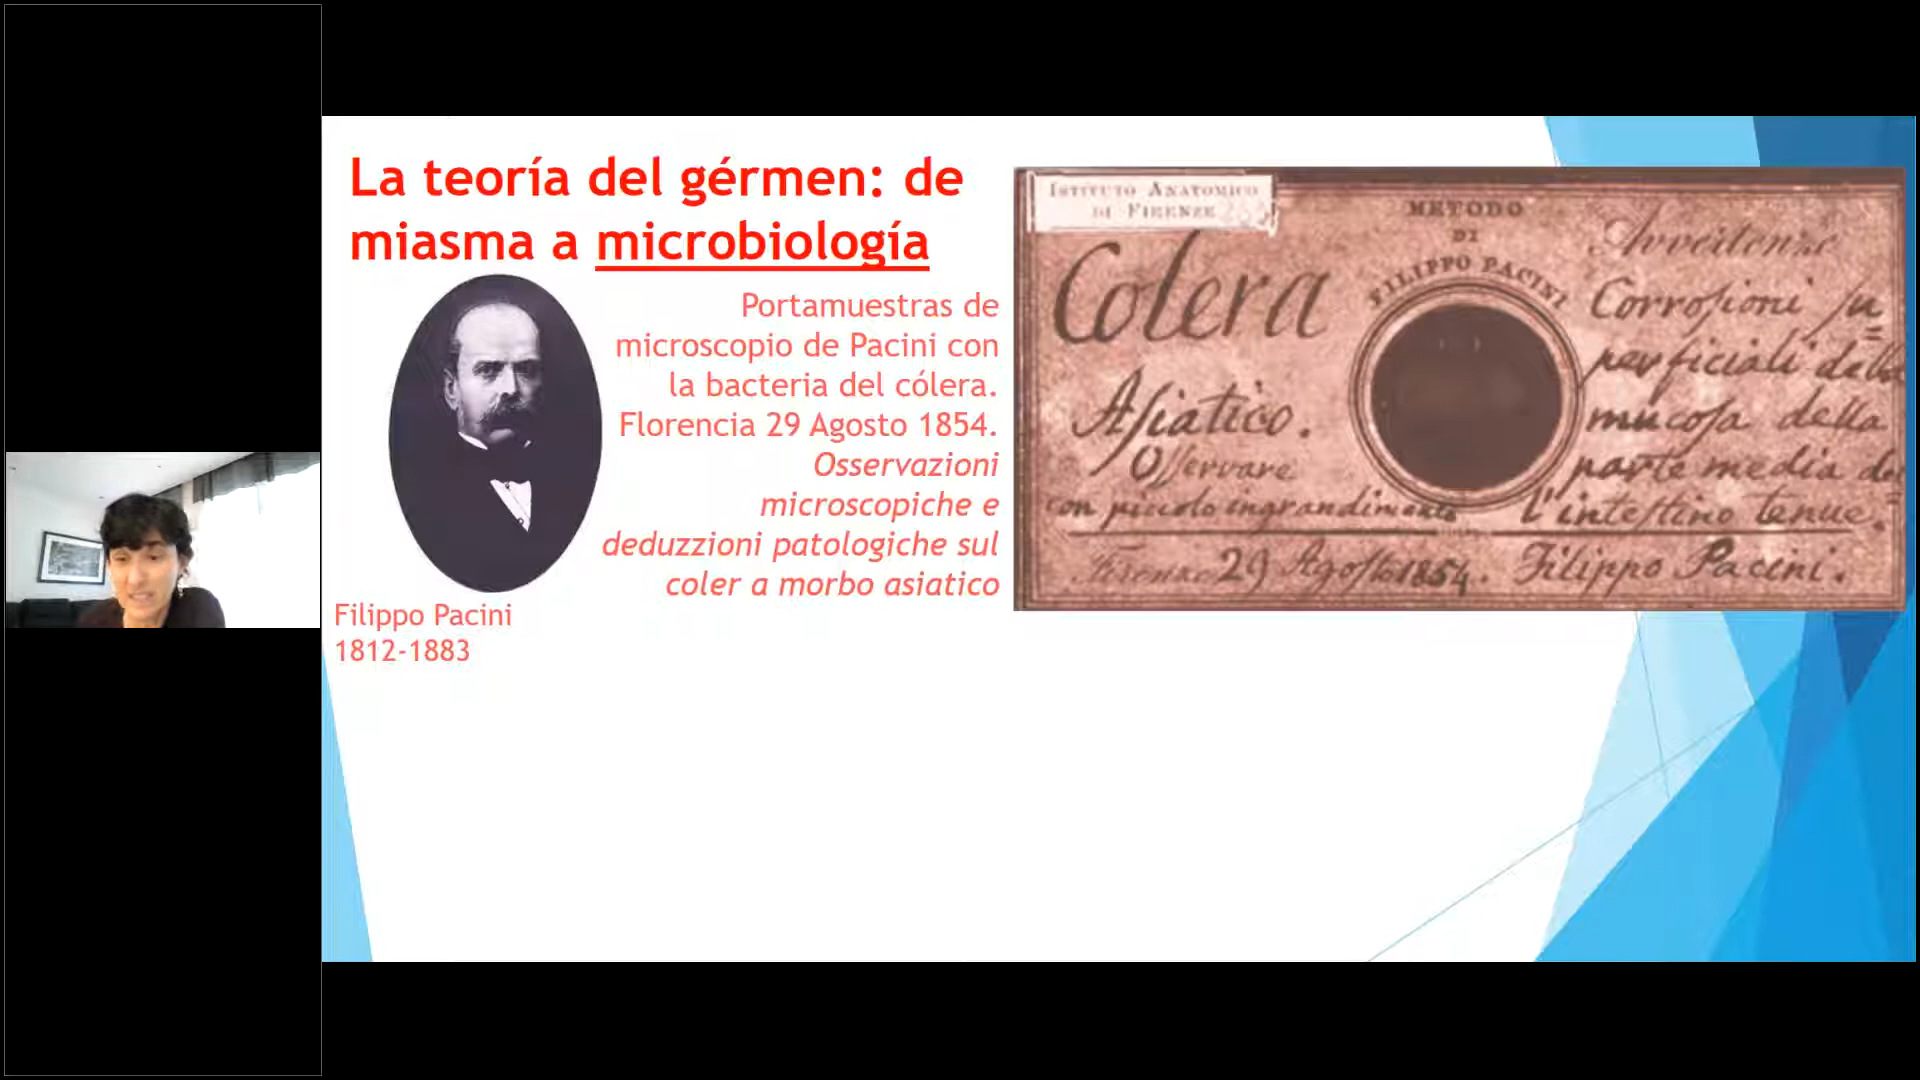 La teoría del gérmen: de
miasma a microbiología
Portamuestras de
microscopio de Pacini con
la bacteria del cólera.
Florencia 29 Agosto 1854.
Osservazioni
microscopiche e
deduzzioni patologiche sul
coler a morbo asiatico
Filippo Pacini
1812-1883
ISTITUTO ANATOMICO
DI FIRENZE
Colera
Asiatico.
Osservare
con piccolo ingrandimento
METODO
DI
FILIPPO PACINI
Avvertenze
Corrosioni su=
perficiali della
mucosa della
parte media del=
l'intestino tenue.
Firenze 29 Agosto 1854. Filippo Pacini.